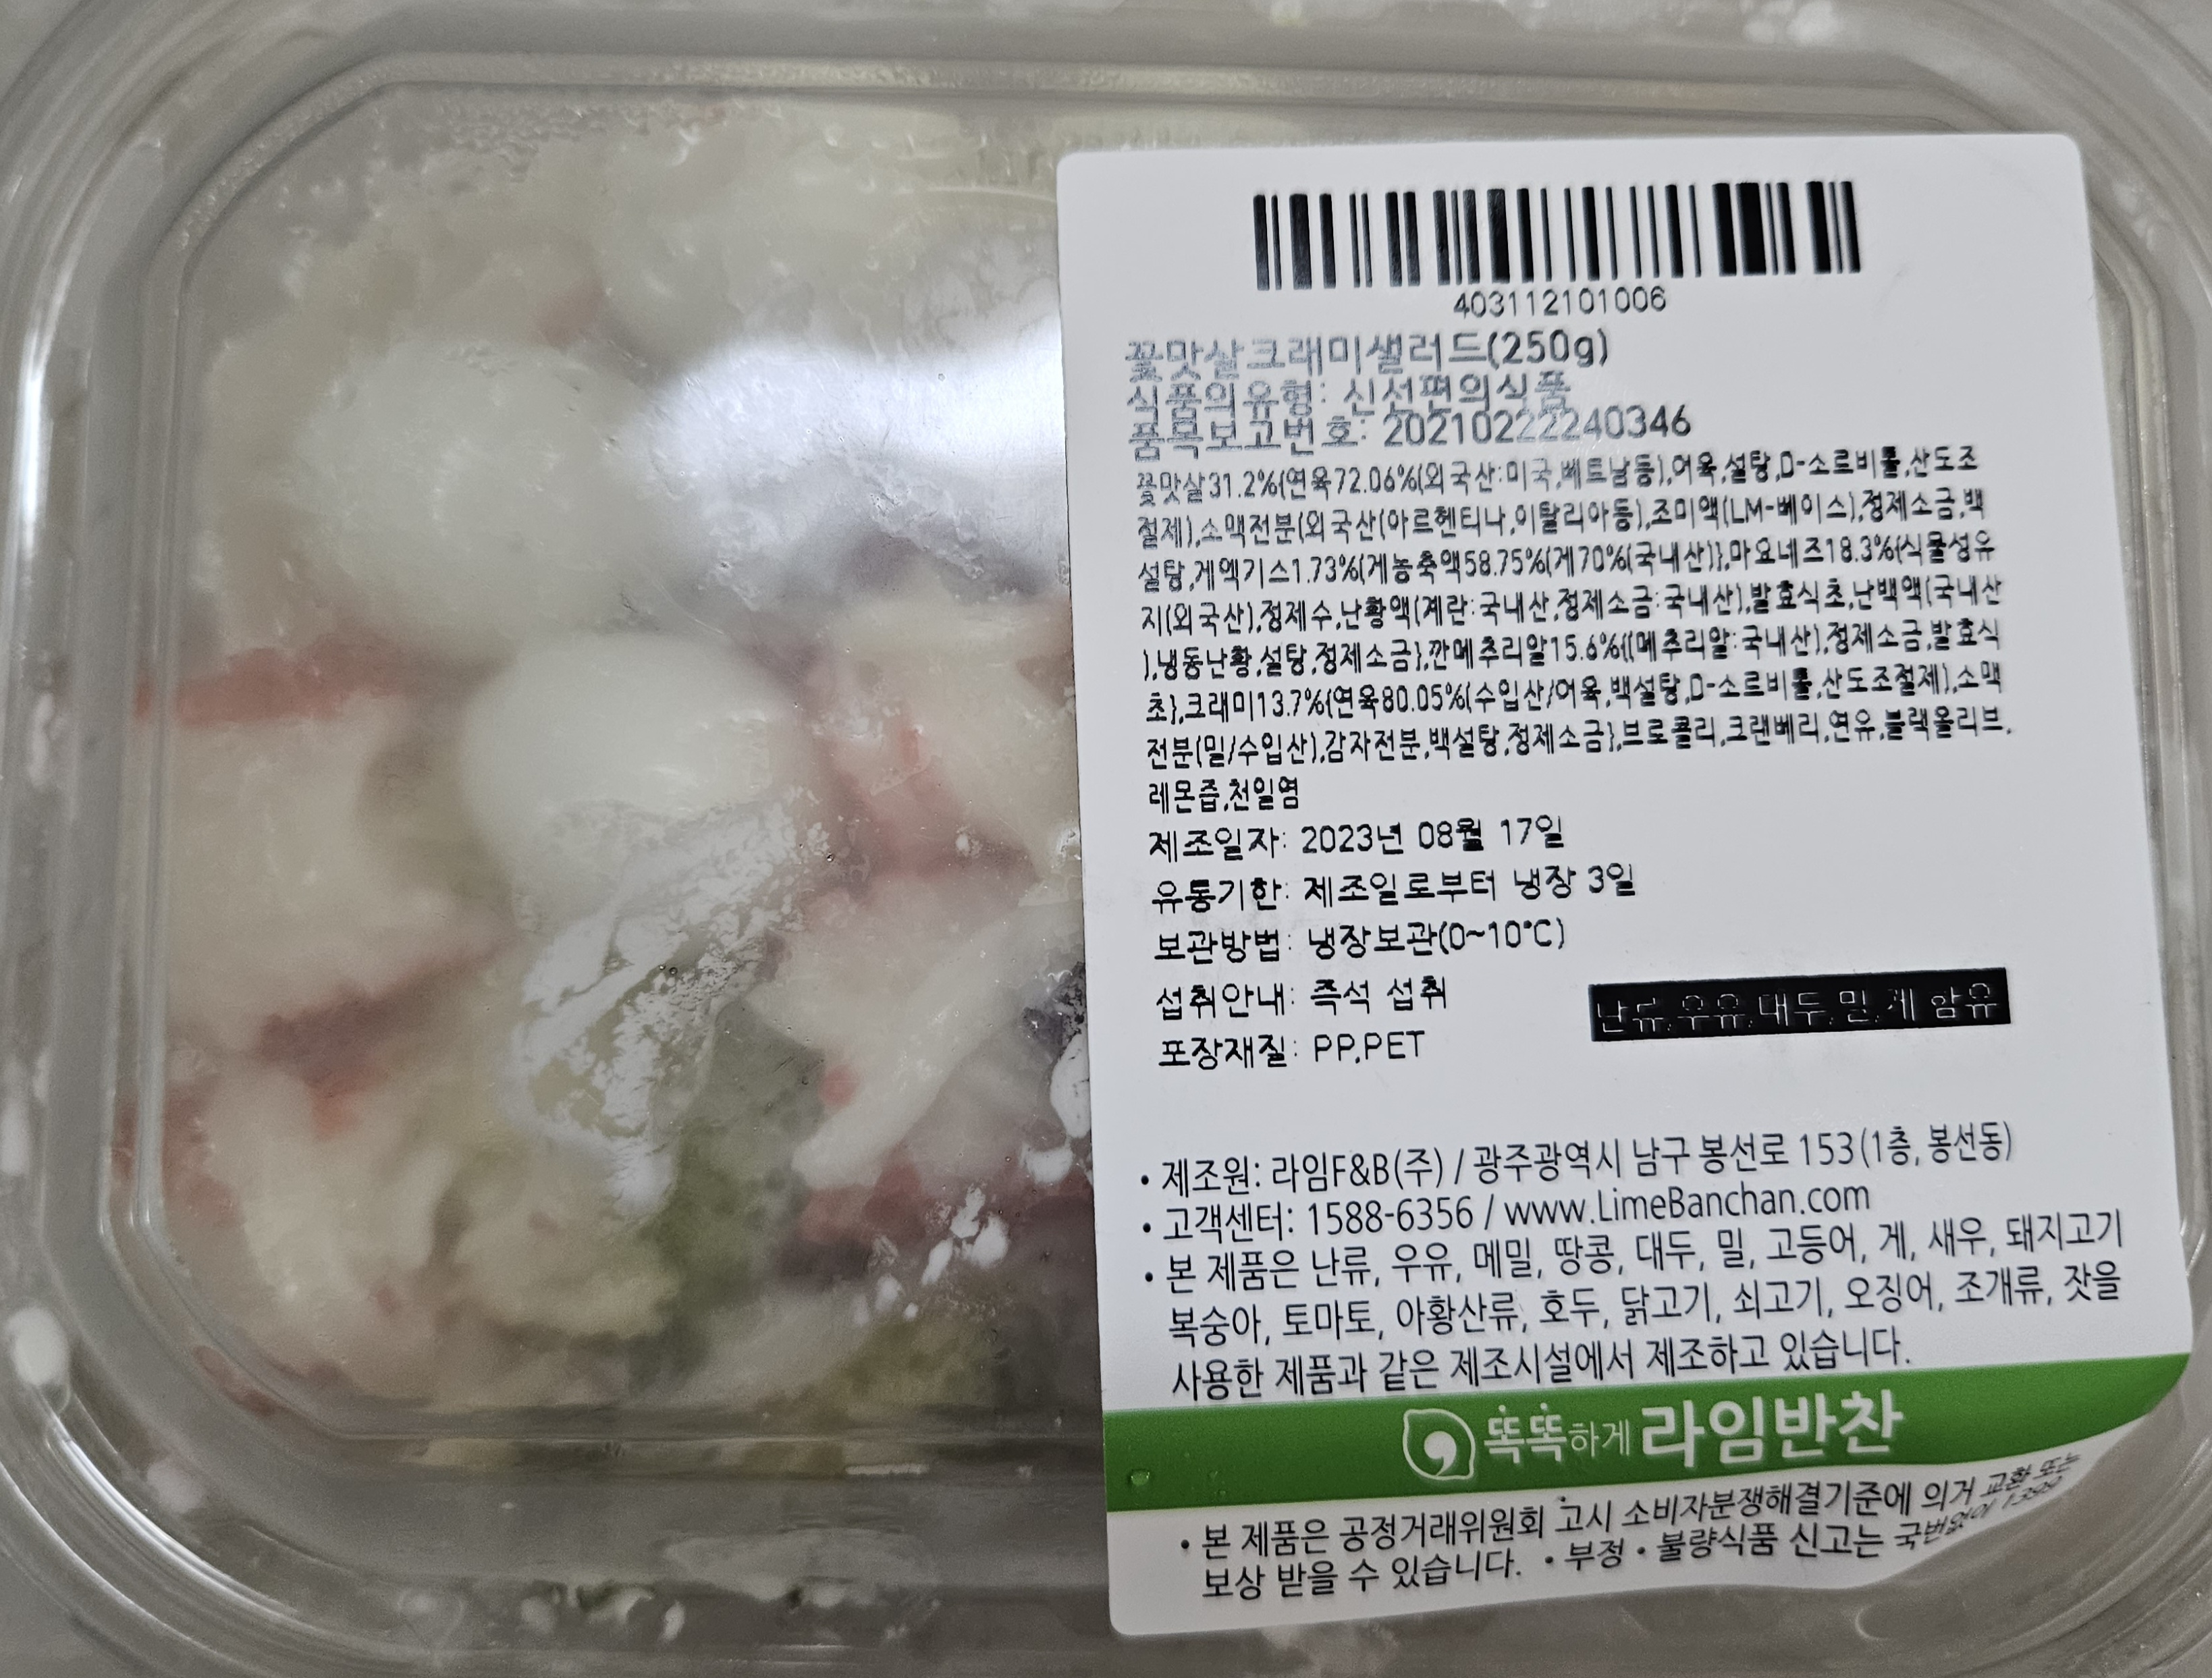 403112101006
꽃맛살크래미샐러드(250g)
식품의유형: 신선편의식품
품목보고번호: 20210222240346
꽃맛살31.2%{연육72.06%(외국산:미국,베트남등),어육,설탕,D-소르비톨,산도조
절제),소맥전분(외국산(아르헨티나,이탈리아등),조미액(LM-베이스),정제소금,백
설탕,게엑기스1.73%(게농축액58.75%(게70%(국내산)},마요네즈18.3%{식물성유
지(외국산),정제수,난황액(계란:국내산,정제소금:국내산),발효식초,난백액(국내산
),냉동난황,설탕,정제소금},깐메추리알15.6%{(메추리알:국내산),정제소금,발효식
초},크래미13.7%{연육80.05%(수입산/어육,백설탕,D-소르비톨,산도조절제),소맥
전분(밀/수입산),감자전분,백설탕,정제소금},브로콜리,크랜베리,연유,블랙올리브,
레몬즙,천일염
제조일자: 2023년 08월 17일
유통기한: 제조일로부터 냉장 3일
보관방법: 냉장보관(0~10°C)
섭취안내: 즉석 섭취
포장재질: PP,PET
난류,우유,대두,밀,게 함유
• 제조원: 라임F&B(주) / 광주광역시 남구 봉선로 153(1층, 봉선동)
• 고객센터: 1588-6356 / www.LimeBanchan.com
• 본 제품은 난류, 우유, 메밀, 땅콩, 대두, 밀, 고등어, 게, 새우, 돼지고기
복숭아, 토마토, 아황산류, 호두, 닭고기, 쇠고기, 오징어, 조개류, 잣을
사용한 제품과 같은 제조시설에서 제조하고 있습니다.
똑똑하게 라임반찬
• 본 제품은 공정거래위원회 고시 소비자분쟁해결기준에 의거 교환 또는
보상 받을 수 있습니다. • 부정 • 불량식품 신고는 국번없이 1399